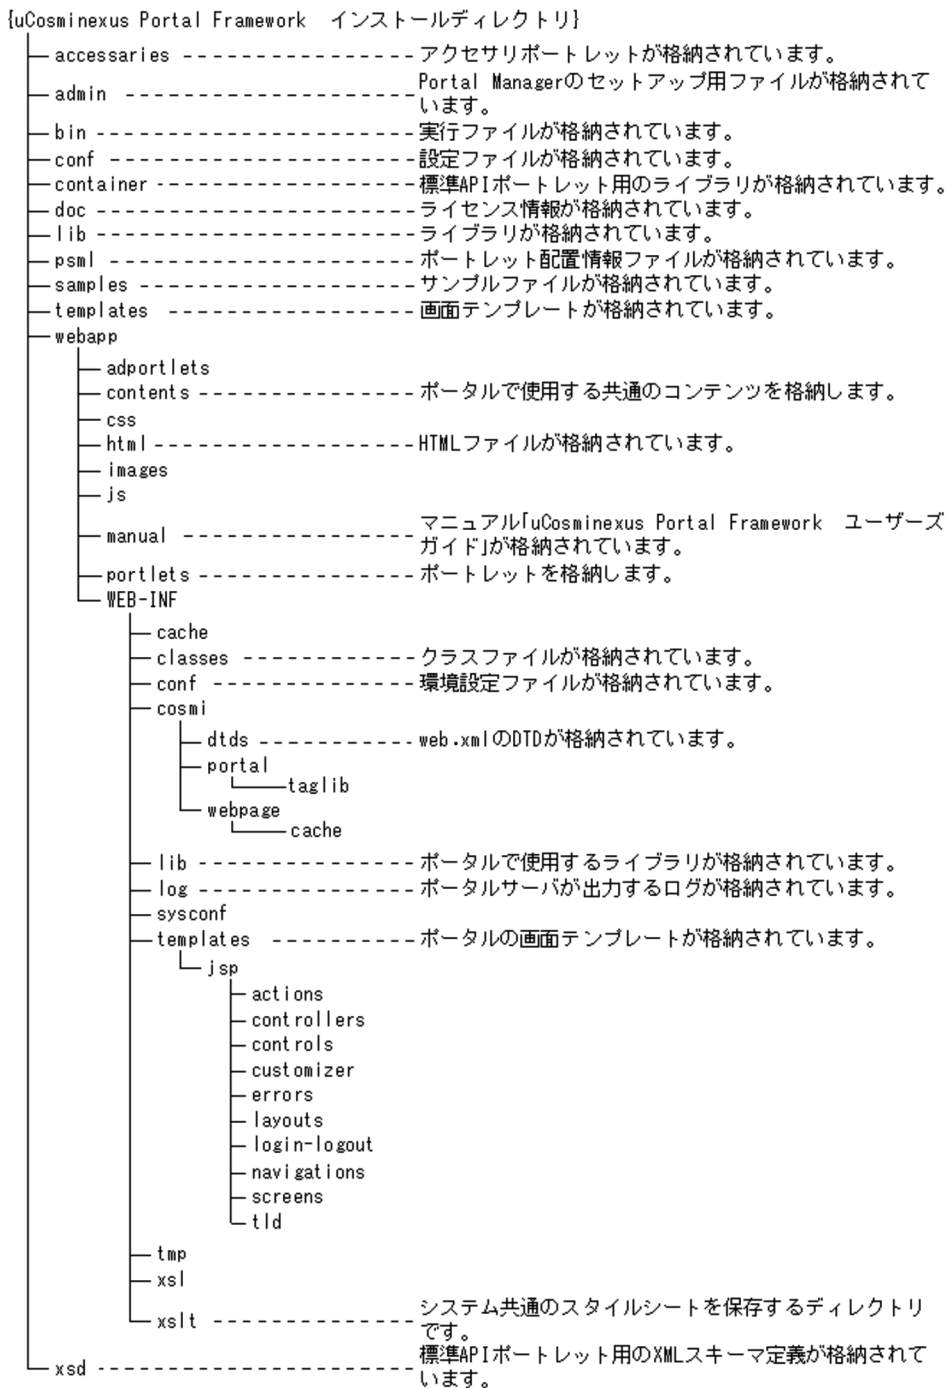 {uCosminexus Portal Framework　インストールディレクトリ}
accessaries アクセサリポートレットが格納されています。
admin Portal Managerのセットアップ用ファイルが格納されて
います。
bin 実行ファイルが格納されています。
conf 設定ファイルが格納されています。
container 標準APIポートレット用のライブラリが格納されています。
doc ライセンス情報が格納されています。
lib ライブラリが格納されています。
psml ポートレット配置情報ファイルが格納されています。
samples サンプルファイルが格納されています。
templates 画面テンプレートが格納されています。
webapp
adportlets
contents ポータルで使用する共通のコンテンツを格納します。
css
html HTMLファイルが格納されています。
images
js
manual マニュアル「uCosminexus Portal Framework　ユーザーズ
ガイド」が格納されています。
portlets ポートレットを格納します。
WEB-INF
cache
classes クラスファイルが格納されています。
conf 環境設定ファイルが格納されています。
cosmi
dtds web.xmlのDTDが格納されています。
portal
taglib
webpage
cache
lib ポータルで使用するライブラリが格納されています。
log ポータルサーバが出力するログが格納されています。
sysconf
templates ポータルの画面テンプレートが格納されています。
jsp
actions
controllers
controls
customizer
errors
layouts
login-logout
navigations
screens
tld
tmp
xsl
xslt システム共通のスタイルシートを保存するディレクトリ
です。
xsd 標準APIポートレット用のXMLスキーマ定義が格納されて
います。